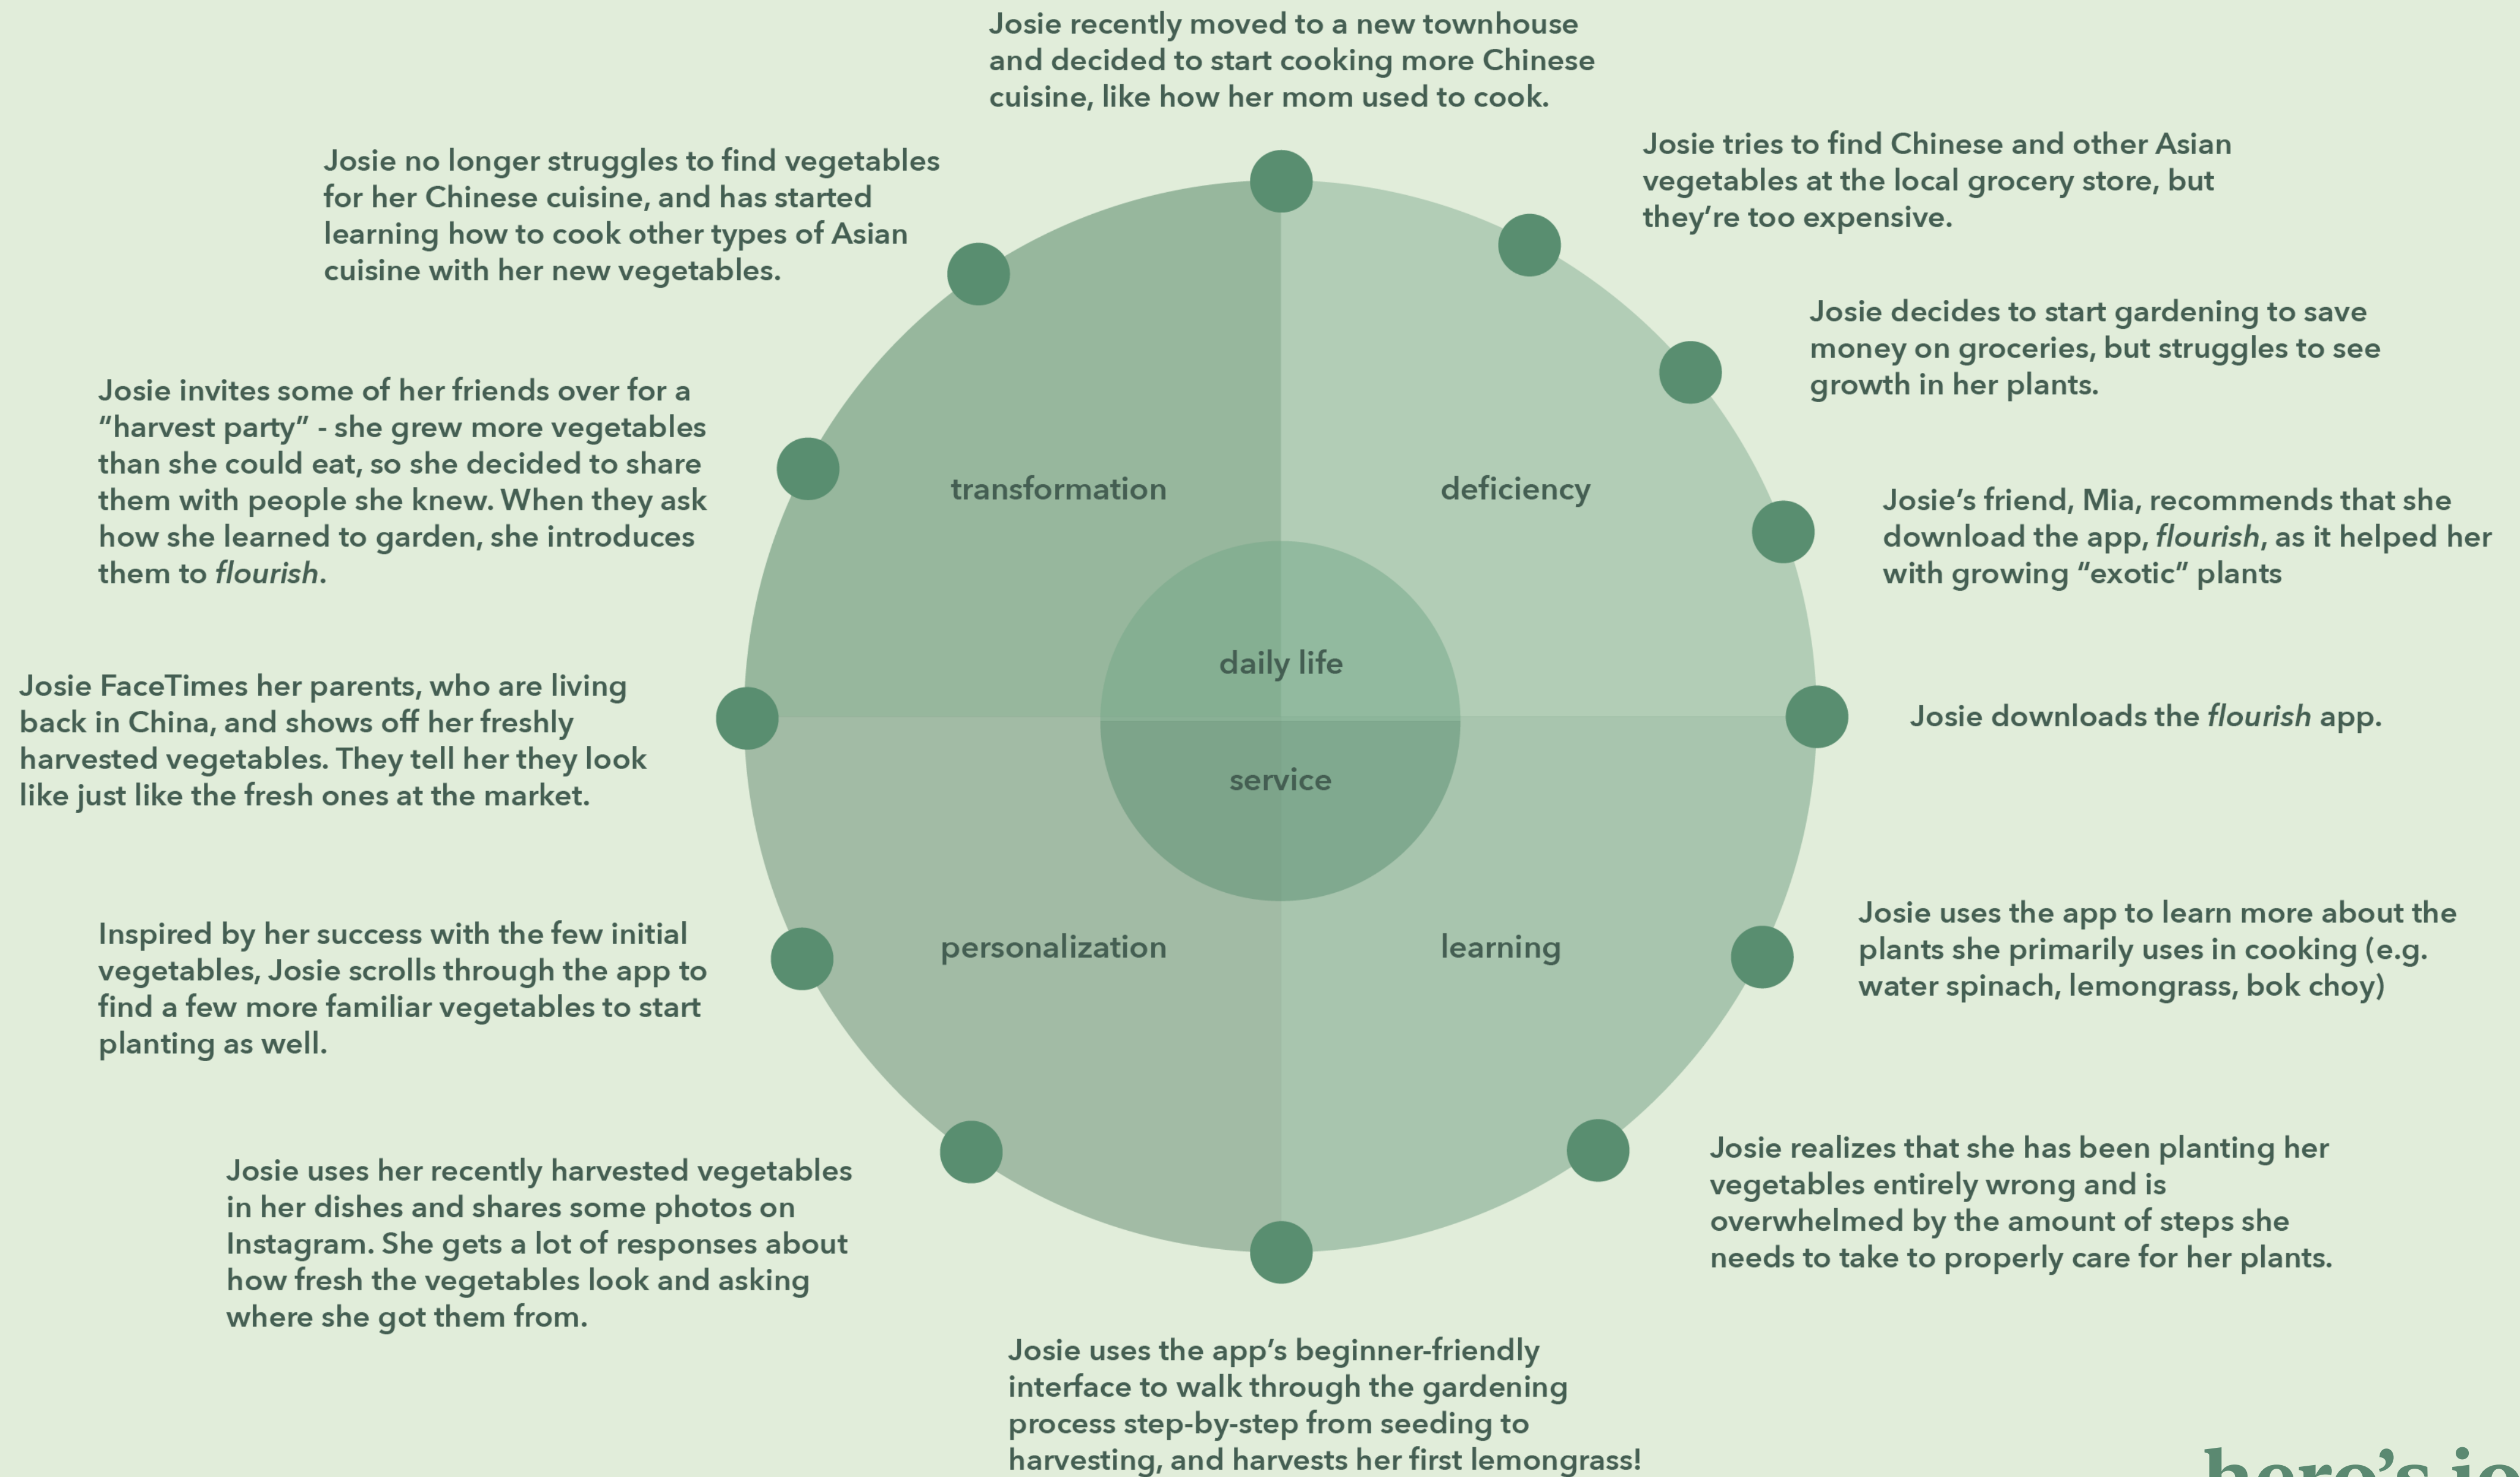 Josie recently moved to a new townhouse
and decided to start cooking more Chinese
cuisine, like how her mom used to cook.
Josie tries to find Chinese and other Asian
vegetables at the local grocery store, but
they’re too expensive.
Josie decides to start gardening to save
money on groceries, but struggles to see
growth in her plants.
Josie’s friend, Mia, recommends that she
download the app, flourish, as it helped her
with growing “exotic” plants
Josie downloads the flourish app.
Josie uses the app to learn more about the
plants she primarily uses in cooking (e.g.
water spinach, lemongrass, bok choy)
Josie realizes that she has been planting her
vegetables entirely wrong and is
overwhelmed by the amount of steps she
needs to take to properly care for her plants.
Josie uses the app’s beginner-friendly
interface to walk through the gardening
process step-by-step from seeding to
harvesting, and harvests her first lemongrass!
Josie uses her recently harvested vegetables
in her dishes and shares some photos on
Instagram. She gets a lot of responses about
how fresh the vegetables look and asking
where she got them from.
Inspired by her success with the few initial
vegetables, Josie scrolls through the app to
find a few more familiar vegetables to start
planting as well.
Josie FaceTimes her parents, who are living
back in China, and shows off her freshly
harvested vegetables. They tell her they look
like just like the fresh ones at the market.
Josie invites some of her friends over for a
“harvest party” - she grew more vegetables
than she could eat, so she decided to share
them with people she knew. When they ask
how she learned to garden, she introduces
them to flourish.
Josie no longer struggles to find vegetables
for her Chinese cuisine, and has started
learning how to cook other types of Asian
cuisine with her new vegetables.
transformation
deficiency
daily life
service
personalization
learning
hero’s